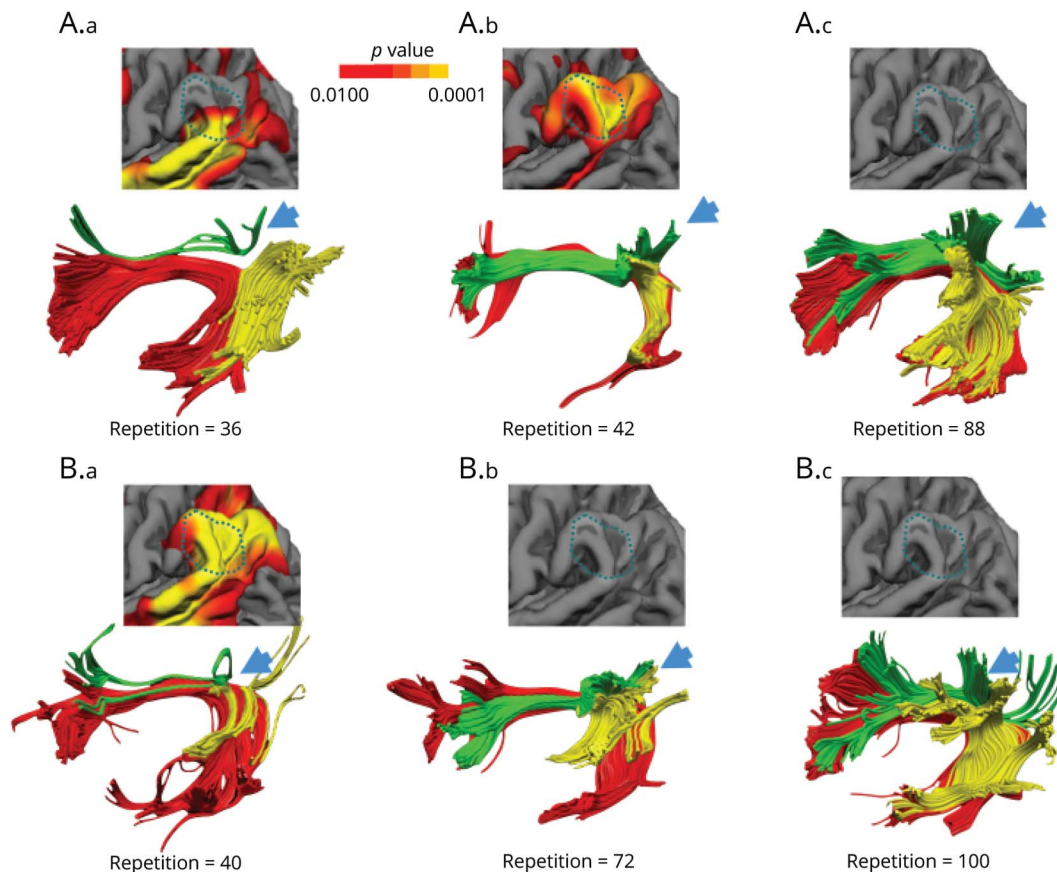 A.a
A.b
A.c
p value
0.0100 0.0001
Repetition = 36
Repetition = 42
Repetition = 88
B.a
B.b
B.c
Repetition = 40
Repetition = 72
Repetition = 100